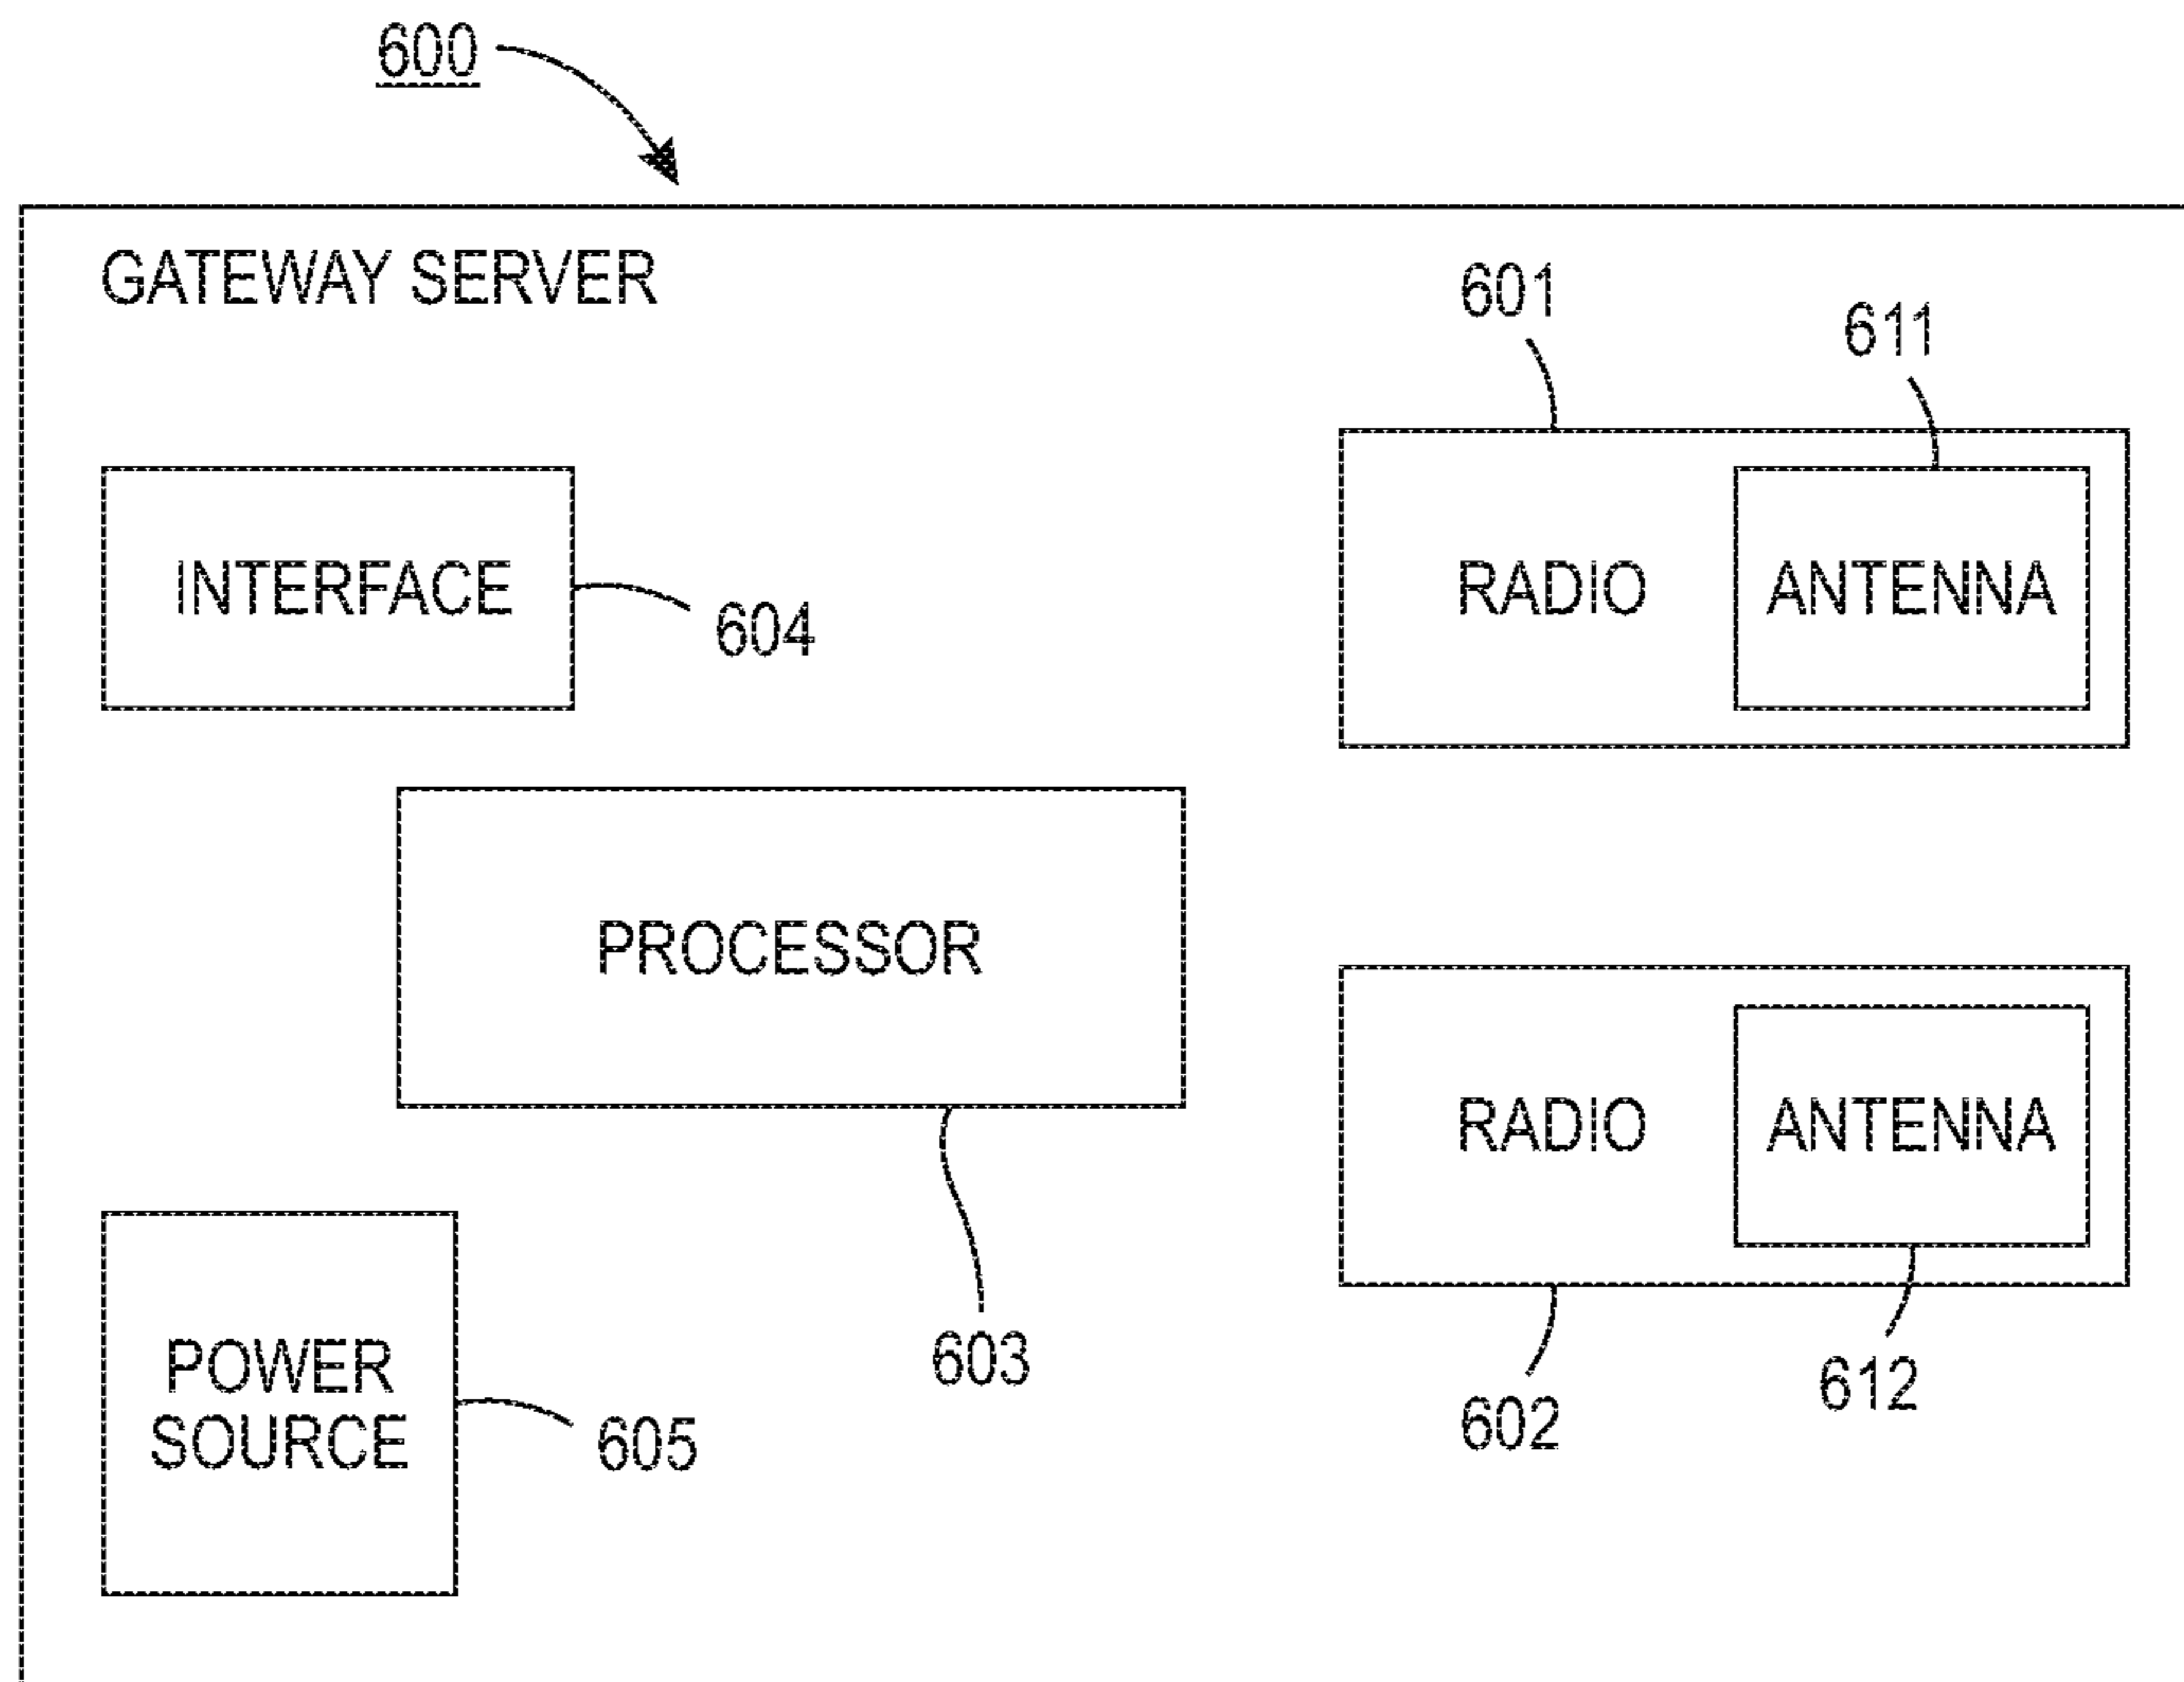 600
GATEWAY SERVER
601
611
INTERFACE
604
RADIO
ANTENNA
PROCESSOR
603
RADIO
ANTENNA
602
612
POWER
SOURCE
605